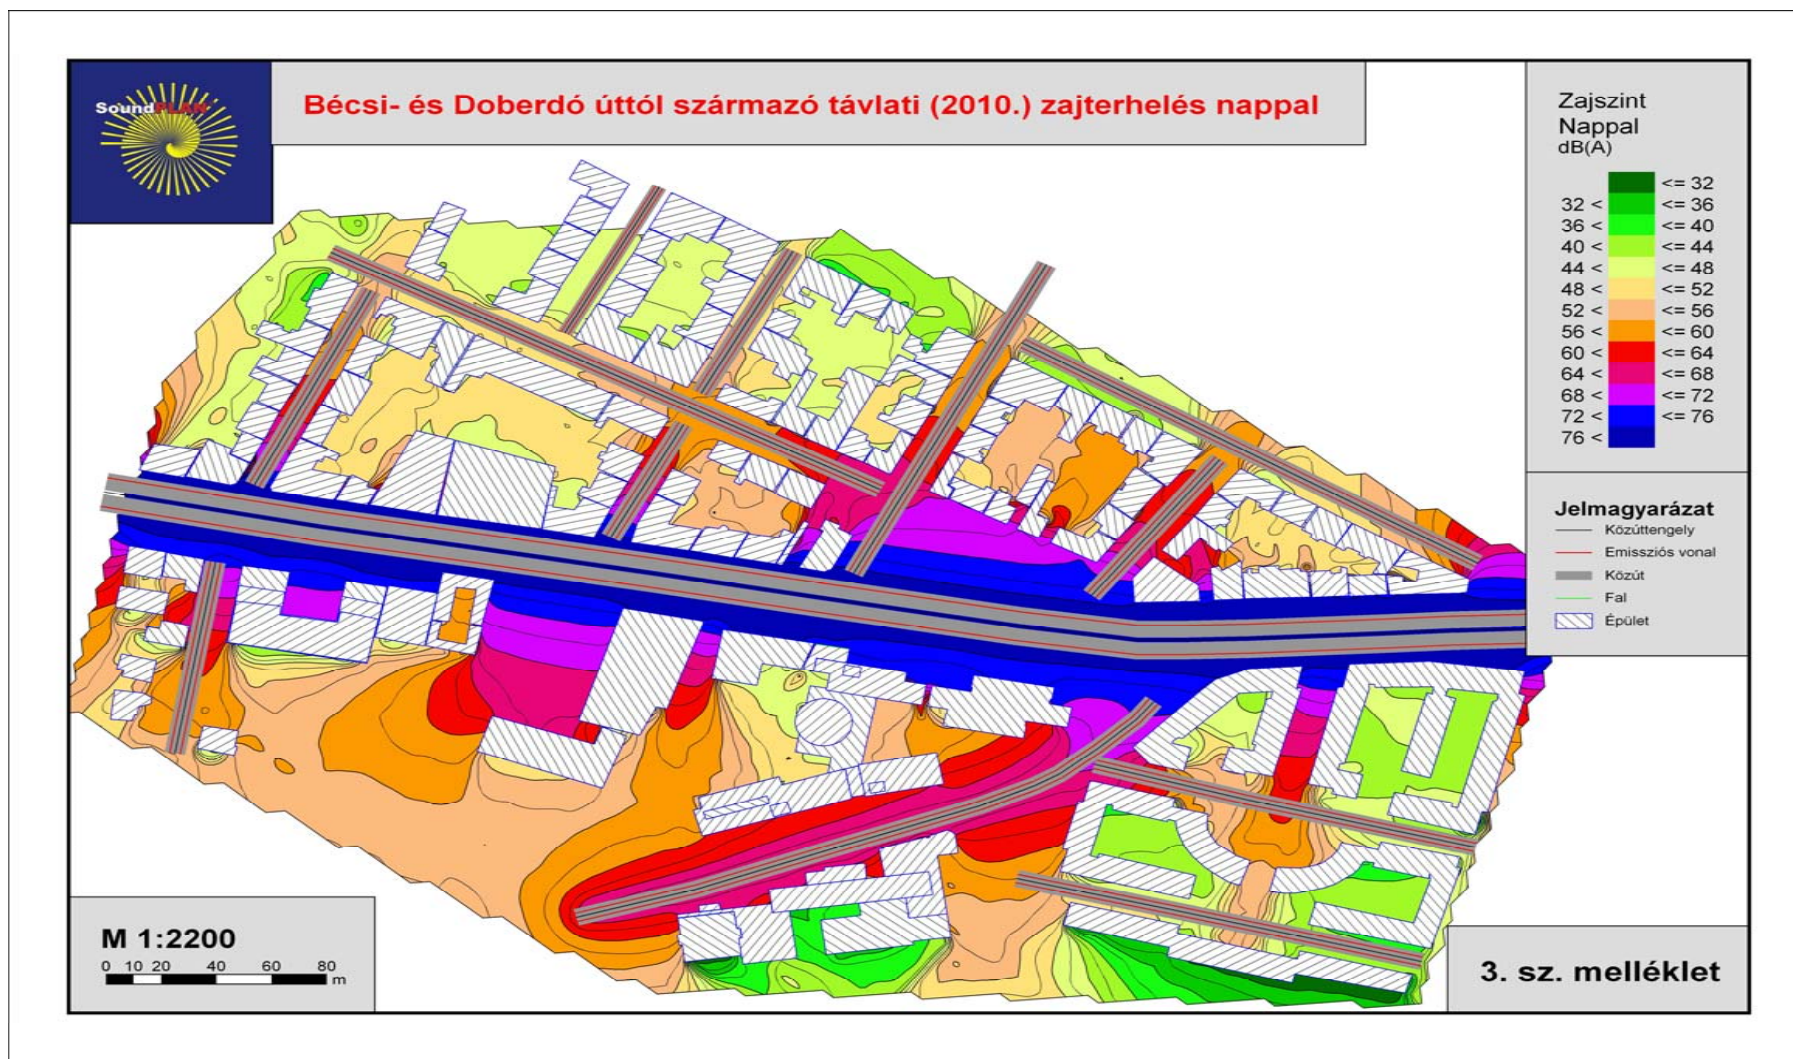 SoundPLAN
Bécsi- és Doberdó úttól származó távlati (2010.) zajterhelés nappal
Zajszint
Nappal
dB(A)
<= 32
32 < <= 36
36 < <= 40
40 < <= 44
44 < <= 48
48 < <= 52
52 < <= 56
56 < <= 60
60 < <= 64
64 < <= 68
68 < <= 72
72 < <= 76
76 <
Jelmagyarázat
Közúttengely
Emissziós vonal
Közút
Fal
Épület
M 1:2200
0 10 20 40 60 80
m
3. sz. melléklet